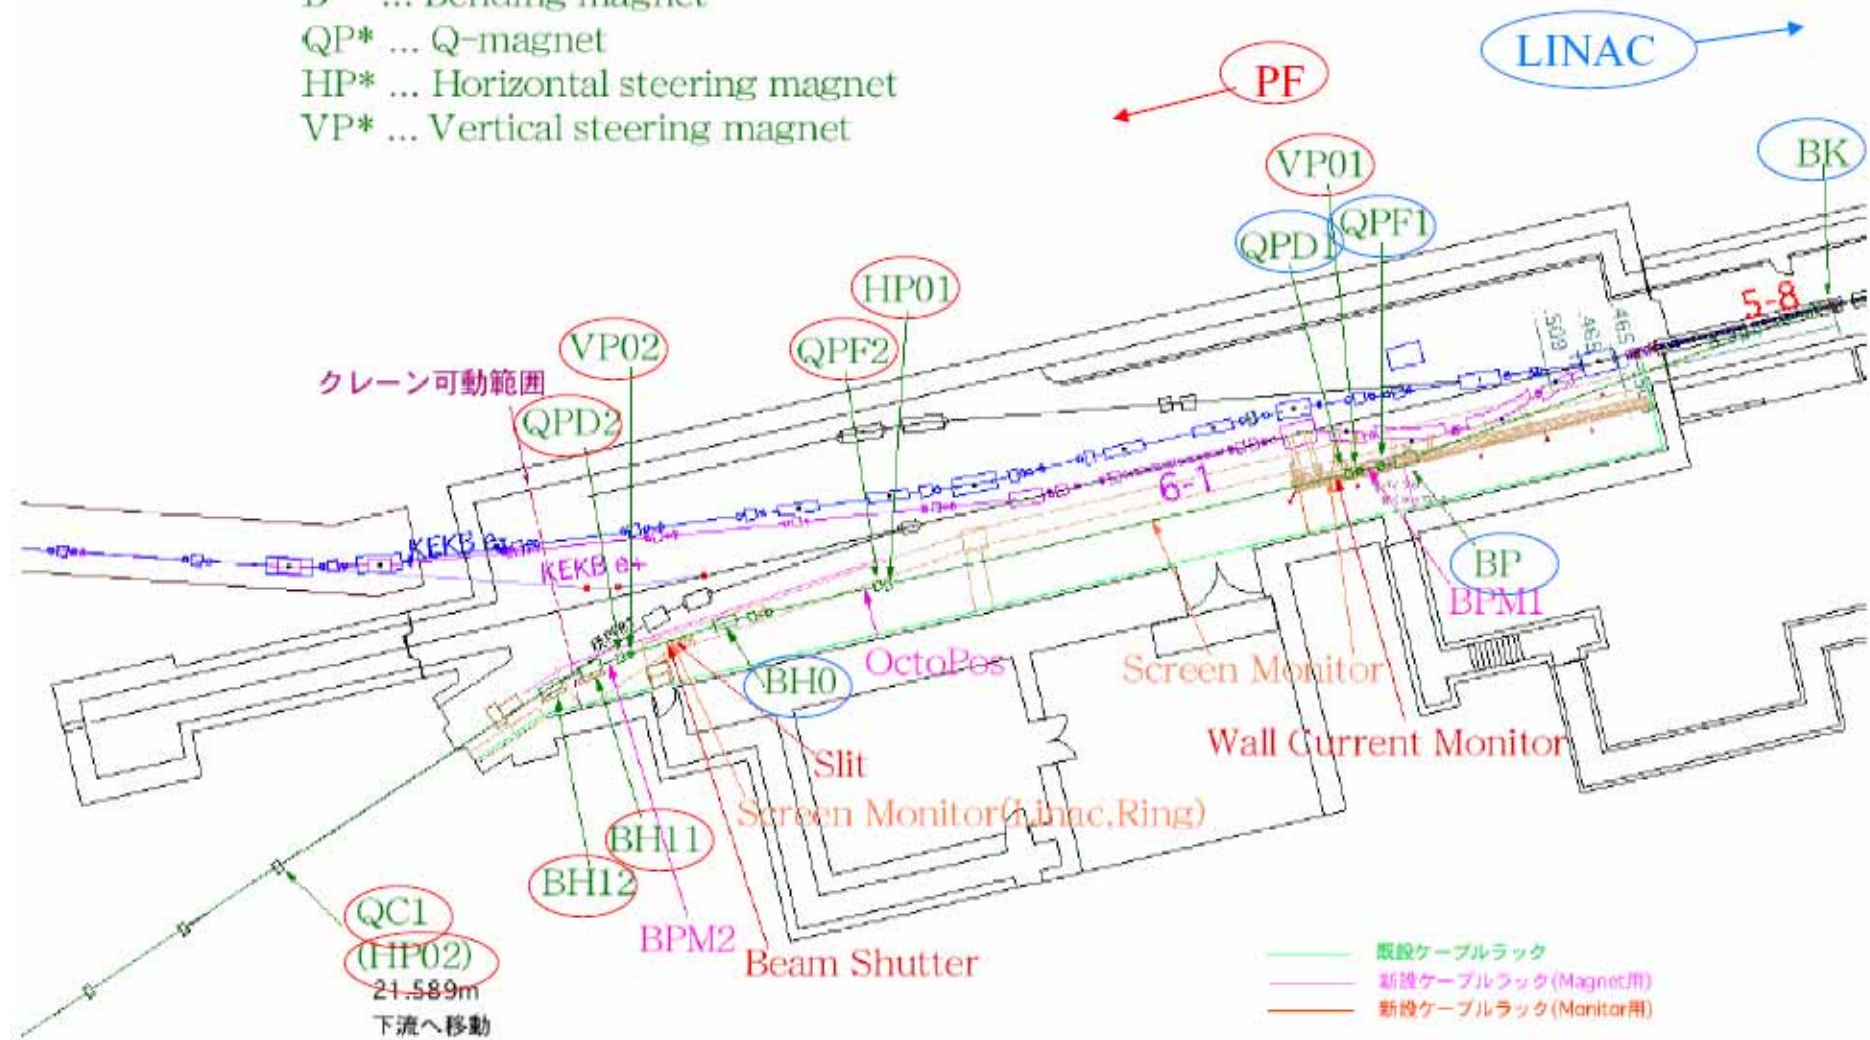 Bending magnet
QP* ... Q-magnet
HP* ... Horizontal steering magnet
VP* ... Vertical steering magnet
LINAC
PF
VP01
BK
QPF1
QPD1
HP01
5-8
VP02
QPF2
クレーン可動範囲
QPD2
6-1
KEKB e-
KEKB e+
BP
BPM1
OctoPos
Screen Monitor
BH0
Wall Current Monitor
Slit
Screen Monitor(Linac,Ring)
BH11
BH12
QC1
(HP02)
BPM2
Beam Shutter
21.589m
下流へ移動
既設ケーブルラック
新設ケーブルラック(Magnet用)
新設ケーブルラック(Monitor用)